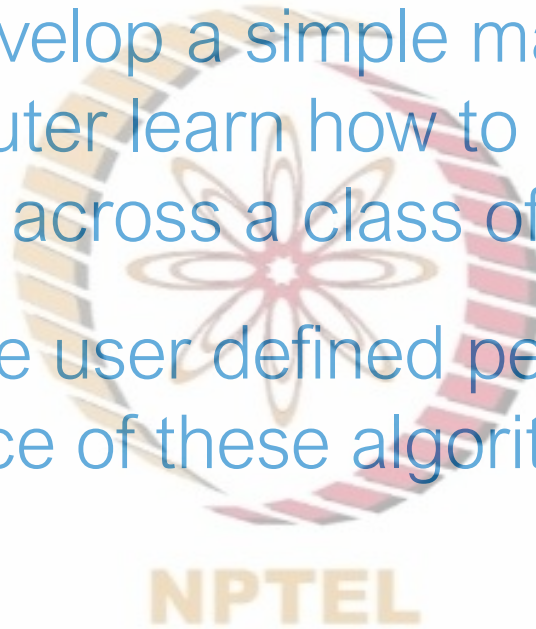 velop a simple ma
uter learn how to
across a class of
e user defined pe
ce of these algorit
NPTEL